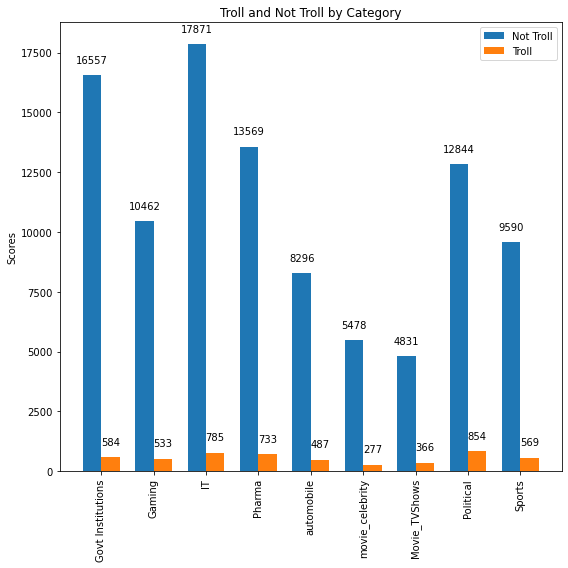 Troll and Not Troll by Category
Not Troll
Troll
Scores
17500
15000
12500
10000
7500
5000
2500
0
16557
584
10462
533
17871
785
13569
733
8296
487
5478
277
4831
366
12844
854
9590
569
Govt Institutions
Gaming
IT
Pharma
automobile
movie_celebrity
Movie_TVShows
Political
Sports